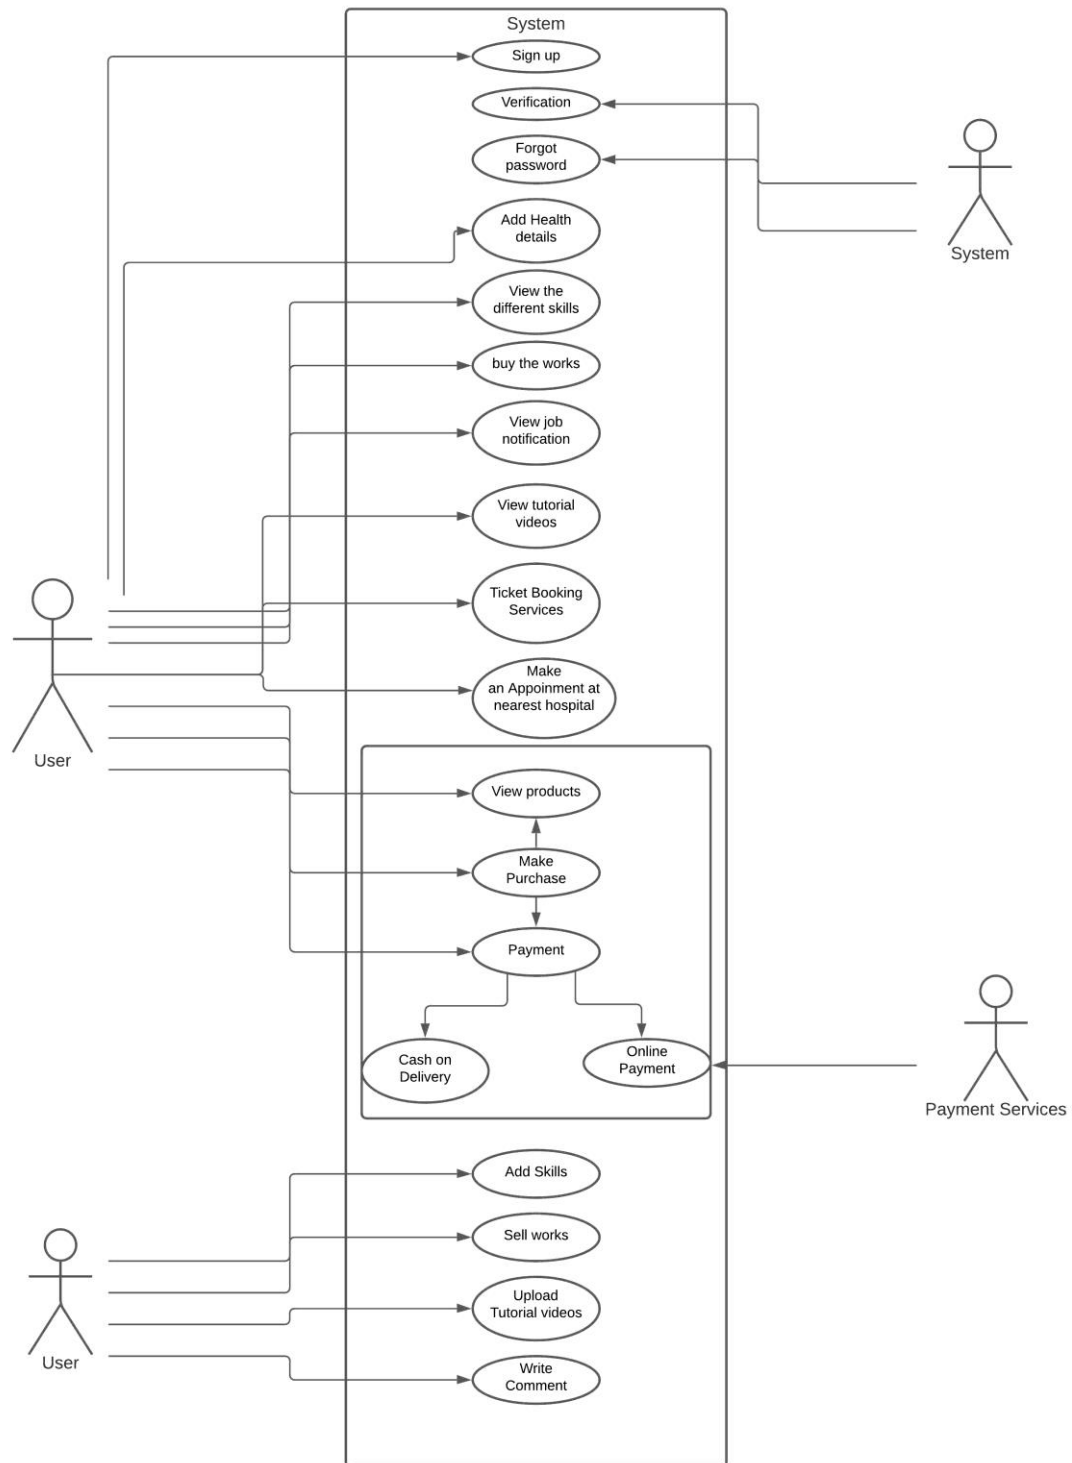 System
Sign up
Verification
Forgot
password
Add Health
details
System
View the
different skills
buy the works
View job
notification
View tutorial
videos
Ticket Booking
Services
Make
an Appoinment at
nearest hospital
User
View products
Make
Purchase
Payment
Cash on
Delivery
Online
Payment
Payment Services
Add Skills
Sell works
Upload
Tutorial videos
User
Write
Comment